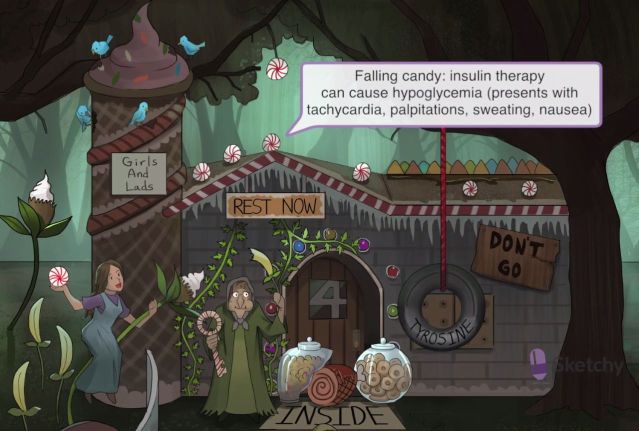 Falling candy: insulin therapy
can cause hypoglycemia (presents with
tachycardia, palpitations, sweating, nausea)
Girls
And
Lads
REST NOW
DON'T
GO
4
TYROSINE
Sketchy
INSIDE